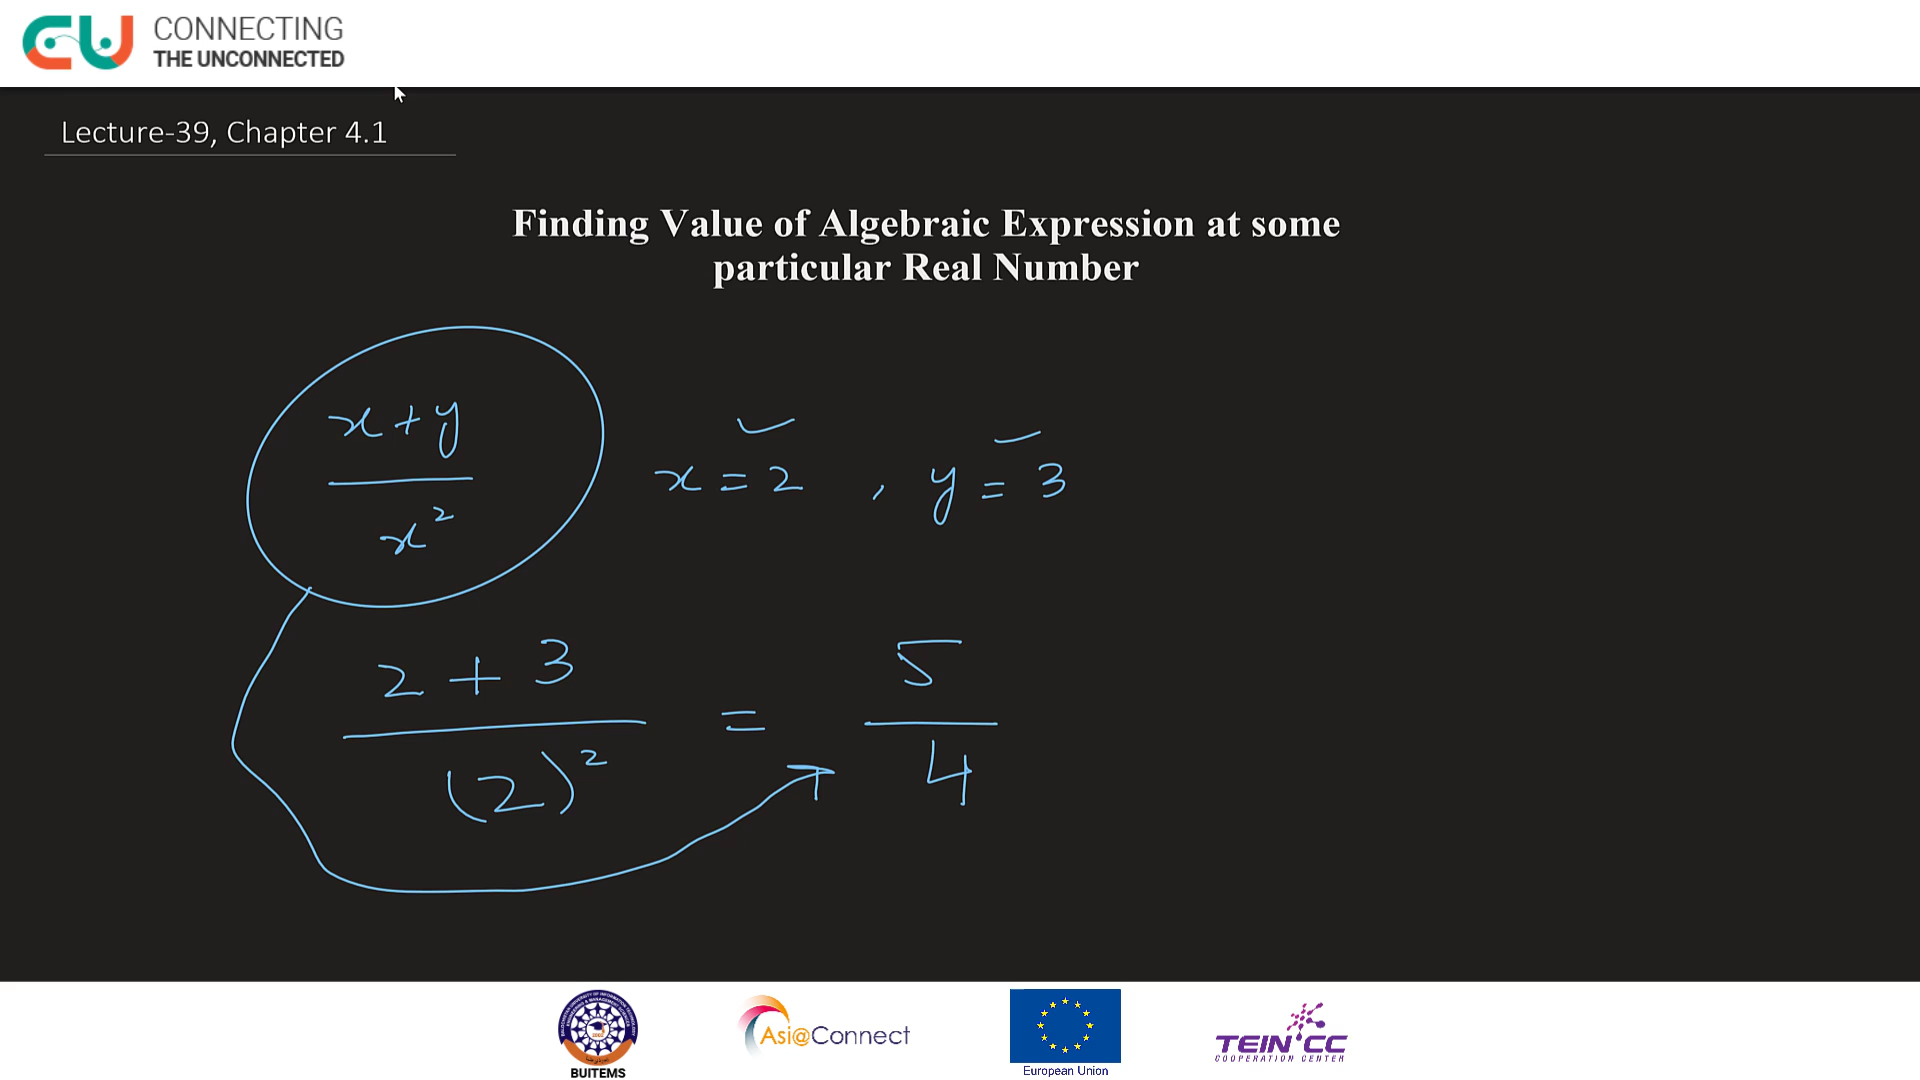 CONNECTING
THE UNCONNECTED
Lecture-39, Chapter 4.1
Finding Value of Algebraic Expression at some
particular Real Number
x + y
x²
x = 2 , y = 3
2 + 3
(2)²
=
5
4
BUITEMS
Asi@Connect
European Union
TEIN*CC
COOPERATION CENTER